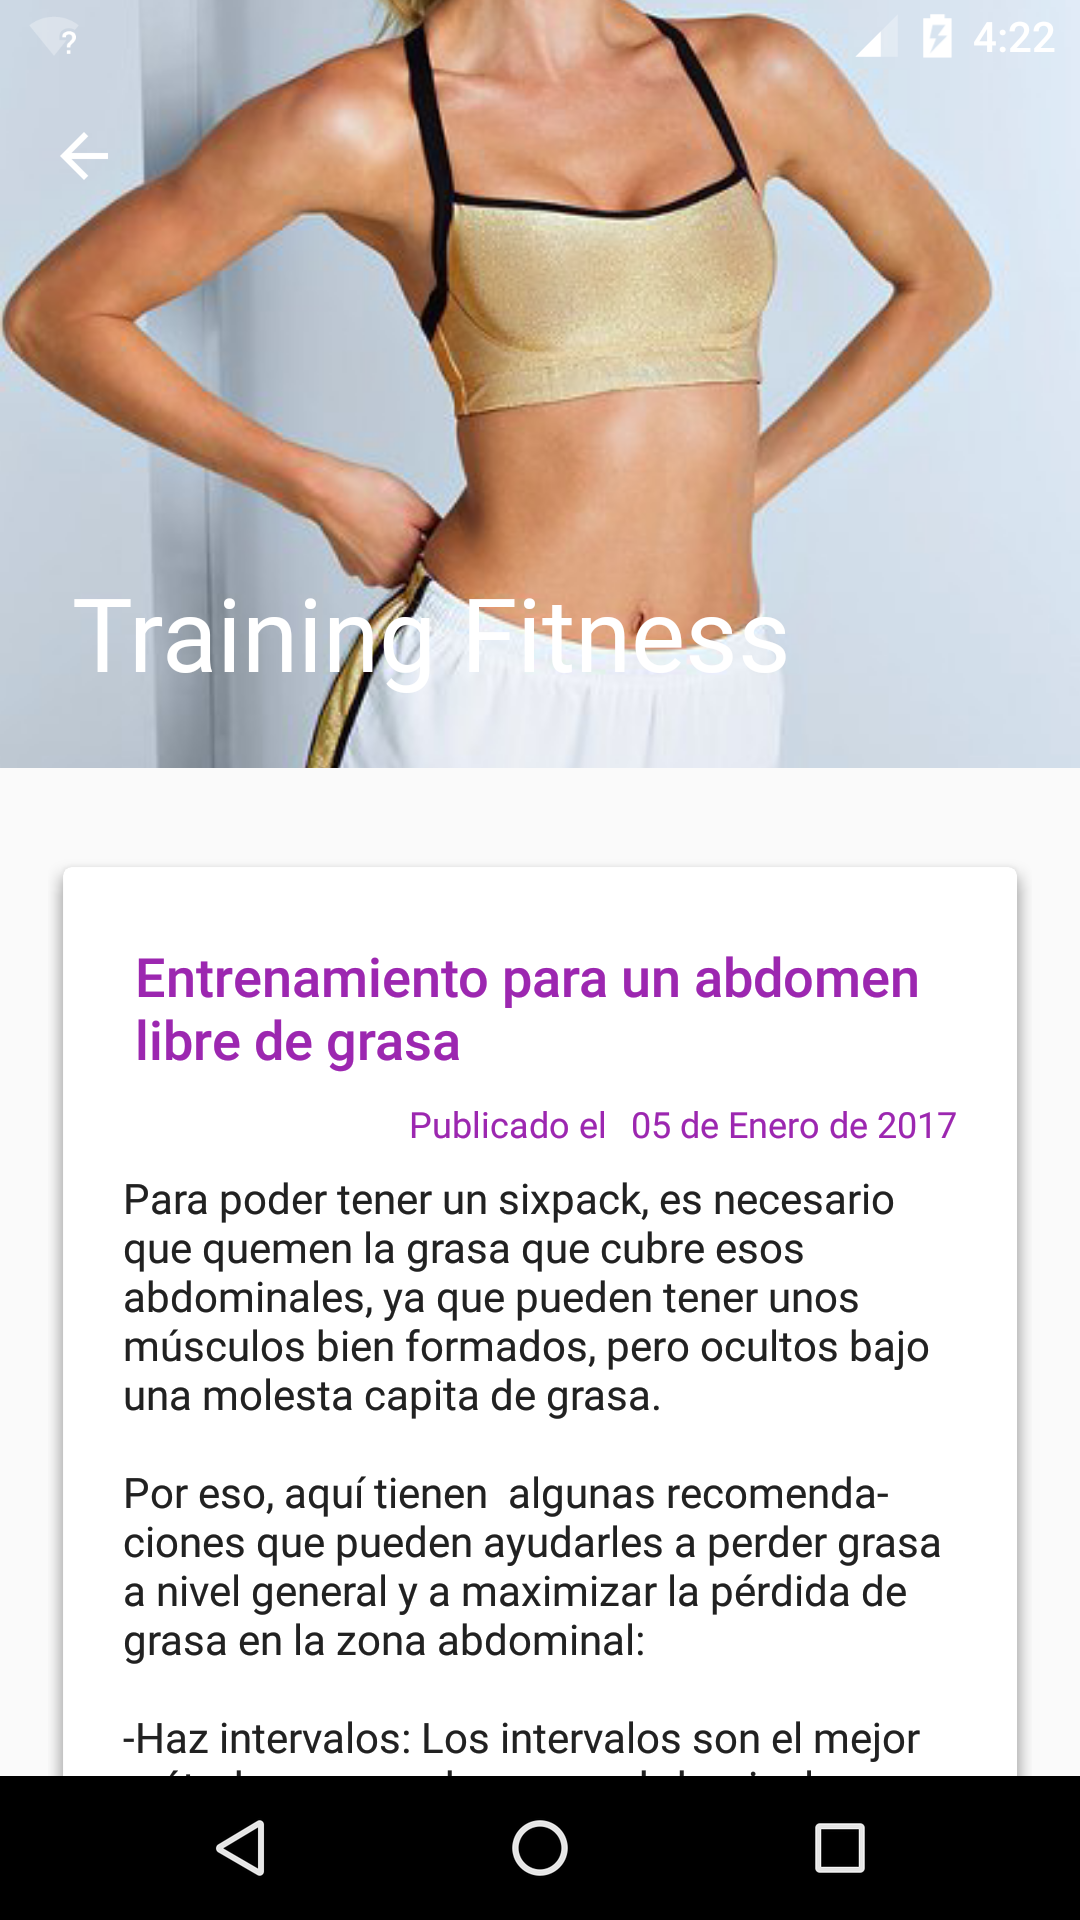 ?
4:22
Training Fitness
Entrenamiento para un abdomen
libre de grasa
Publicado el 05 de Enero de 2017
Para poder tener un sixpack, es necesario
que quemen la grasa que cubre esos
abdominales, ya que pueden tener unos
músculos bien formados, pero ocultos bajo
una molesta capita de grasa.
Por eso, aquí tienen algunas recomenda-
ciones que pueden ayudarles a perder grasa
a nivel general y a maximizar la pérdida de
grasa en la zona abdominal:
-Haz intervalos: Los intervalos son el mejor